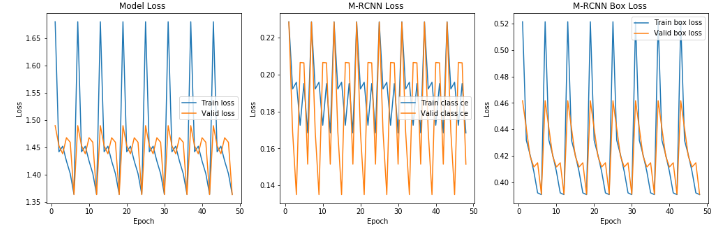 Model Loss
Loss
1.65
1.60
1.55
1.50
1.45
1.40
1.35
Train loss
Valid loss
0
10
20
30
40
50
Epoch
M-RCNN Loss
Loss
0.22
0.20
0.18
0.16
0.14
Train class ce
Valid class ce
0
10
20
30
40
50
Epoch
M-RCNN Box Loss
Loss
0.52
0.50
0.48
0.46
0.44
0.42
0.40
Train box loss
Valid box loss
0
10
20
30
40
50
Epoch